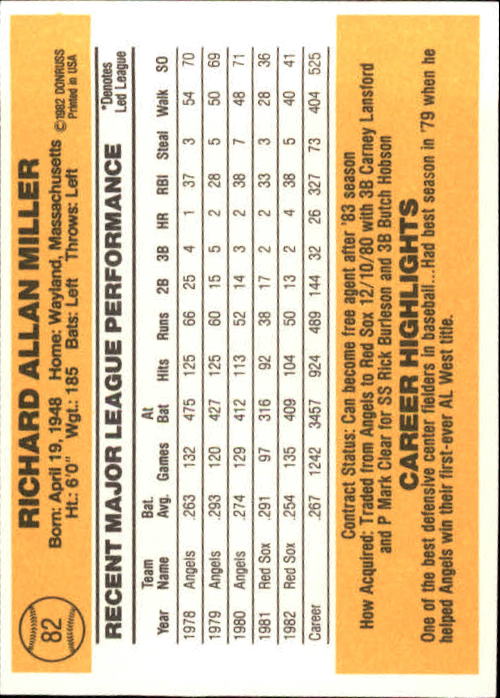 82
RICHARD ALLAN MILLER
Born: April 19, 1948 Home: Wayland, Massachusetts
Ht.: 6'0" Wgt.: 185 Bats: Left Throws: Left
©1982 DONRUSS
Printed in USA
RECENT MAJOR LEAGUE PERFORMANCE
*Denotes
Led League
Year Team Name Bat. Avg. Games At Bat Hits Runs 2B 3B HR RBI Steal Walk SO
1978 Angels .263 132 475 125 66 25 4 1 37 3 54 70
1979 Angels .293 120 427 125 60 15 5 2 28 5 50 69
1980 Angels .274 129 412 113 52 14 3 2 38 7 48 71
1981 Red Sox .291 97 316 92 38 17 2 2 33 3 28 36
1982 Red Sox .254 135 409 104 50 13 2 4 38 5 40 41
Career .267 1242 3457 924 489 144 32 26 327 73 404 525
Contract Status: Can become free agent after '83 season
How Acquired: Traded from Angels to Red Sox 12/10/80 with 3B Carney Lansford
and P Mark Clear for SS Rick Burleson and 3B Butch Hobson
CAREER HIGHLIGHTS
One of the best defensive center fielders in baseball...Had best season in '79 when he
helped Angels win their first-ever AL West title.